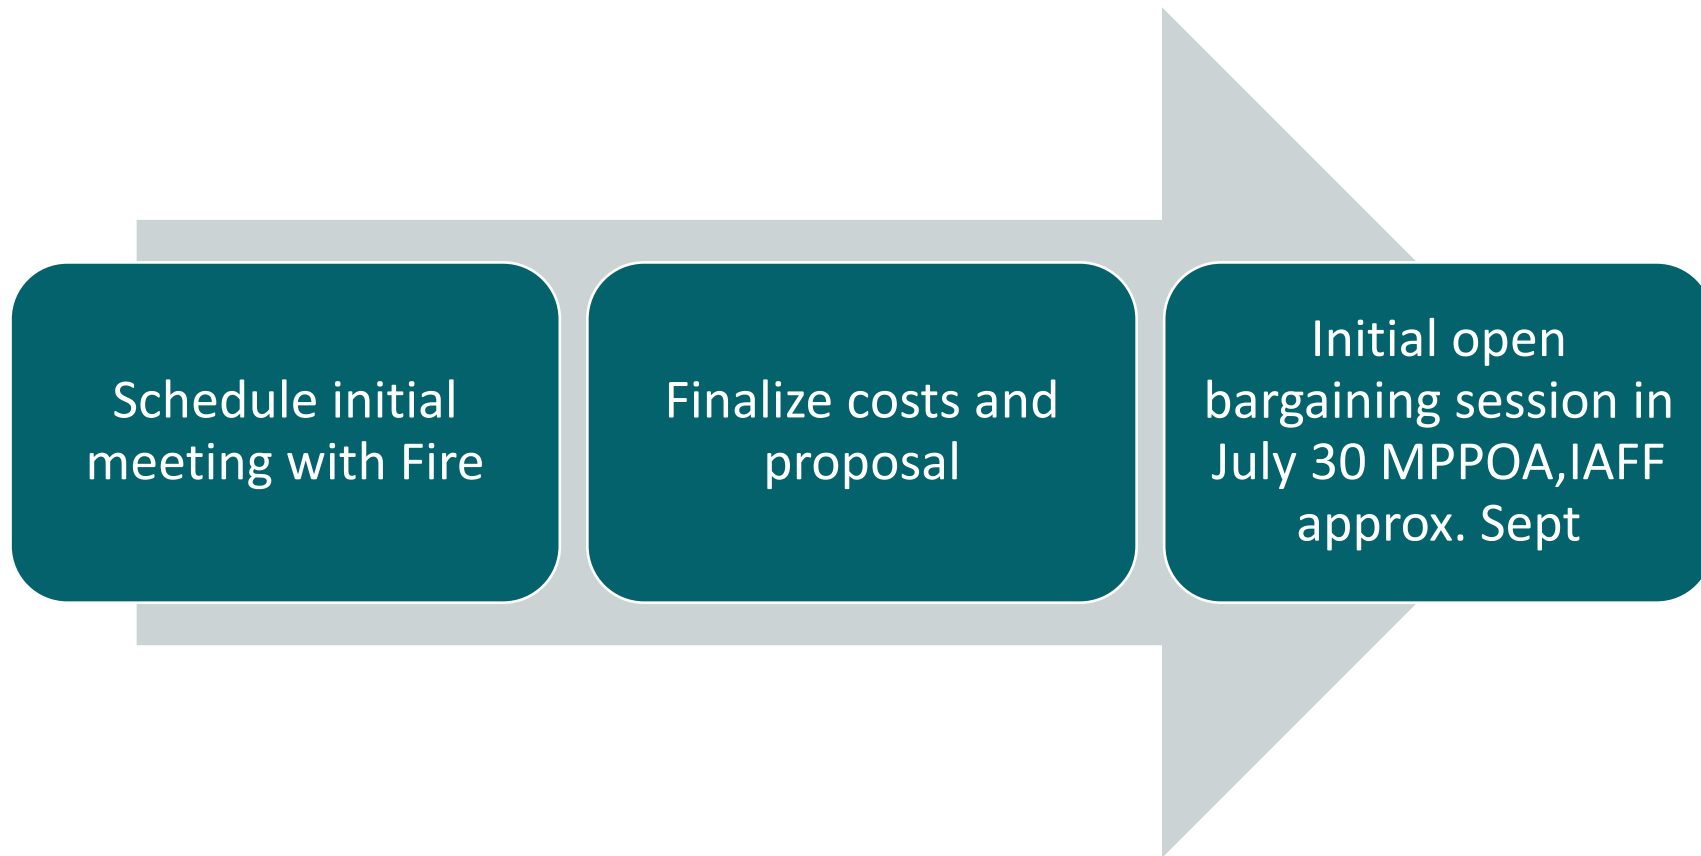 Schedule initial
meeting with Fire
Finalize costs and
proposal
Initial open
bargaining session in
July 30 MPPOA,IAFF
approx. Sept